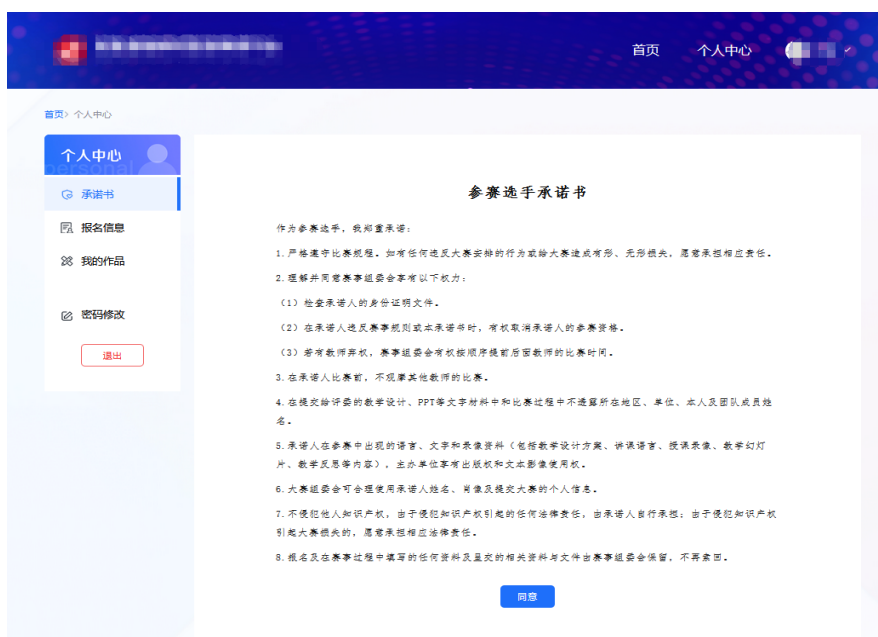 首页
个人中心
首页> 个人中心
个人中心
personal
承诺书
报名信息
我的作品
密码修改
退出
参赛选手承诺书
作为参赛选手，我郑重承诺：
1.严格遵守比赛规程。如有任何违反大赛安排的行为或给大赛造成有形、无形损失，愿意承担相应责任。
2.理解并同意赛事组委会享有以下权力：
（1）检查承诺人的身份证明文件。
（2）在承诺人违反赛事规则或本承诺书时，有权取消承诺人的参赛资格。
（3）若有教师弃权，赛事组委会有权按顺序提前后面教师的比赛时间。
3.在承诺人比赛前，不观摩其他教师的比赛。
4.在提交给评委的教学设计、PPT等文字材料中和比赛过程中不透露所在地区、单位、本人及团队成员姓
名。
5.承诺人在参赛中出现的语言、文字和录像资料（包括教学设计方案、讲课语言、授课录像、教学幻灯
片、教学反思等内容），主办单位享有出版权和文本影像使用权。
6.大赛组委会可合理使用承诺人姓名、肖像及提交大赛的个人信息。
7.不侵犯他人知识产权，由于侵犯知识产权引起的任何法律责任，由承诺人自行承担；由于侵犯知识产权
引起大赛损失的，愿意承担相应法律责任。
8.报名及在赛事过程中填写的任何资料及呈交的相关资料与文件由赛事组委会保留，不再索回。
同意